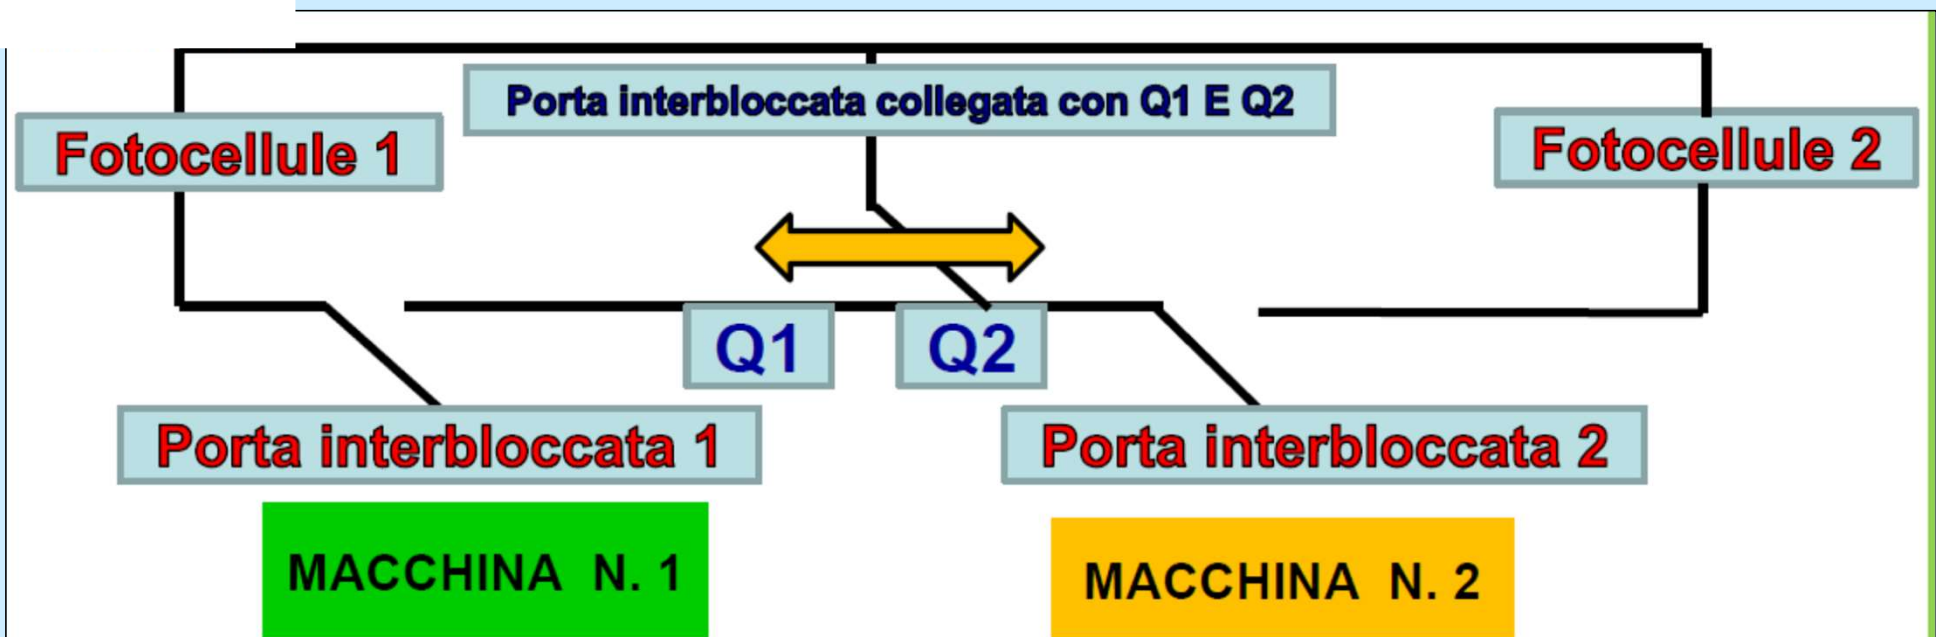 Porta interbloccata collegata con Q1 E Q2
Fotocellule 1
Fotocellule 2
Q1
Q2
Porta interbloccata 1
Porta interbloccata 2
MACCHINA N. 1
MACCHINA N. 2